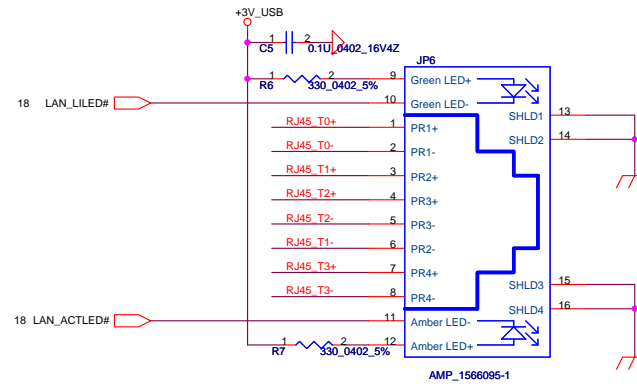 +3V_USB
1 2
C5 0.1U_0402_16V4Z
JP6
1 2 9 Green LED+
R6 330_0402_5%
18 LAN_LILED# 10 Green LED-
SHLD1 13
RJ45_T0+ 1 PR1+
SHLD2 14
RJ45_T0- 2 PR1-
RJ45_T1+ 3 PR2+
RJ45_T2+ 4 PR3+
RJ45_T2- 5 PR3-
RJ45_T1- 6 PR2-
RJ45_T3+ 7 PR4+
SHLD3 15
RJ45_T3- 8 PR4-
SHLD4 16
18 LAN_ACTLED# 11 Amber LED-
1 2 12 Amber LED+
R7 330_0402_5%
AMP_1566095-1